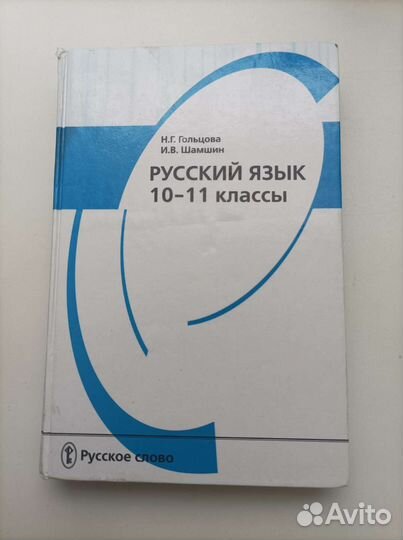 Н.Г. Гольцова
И.В. Шамшин
РУССКИЙ ЯЗЫК
10–11 классы
Русское слово
Avito